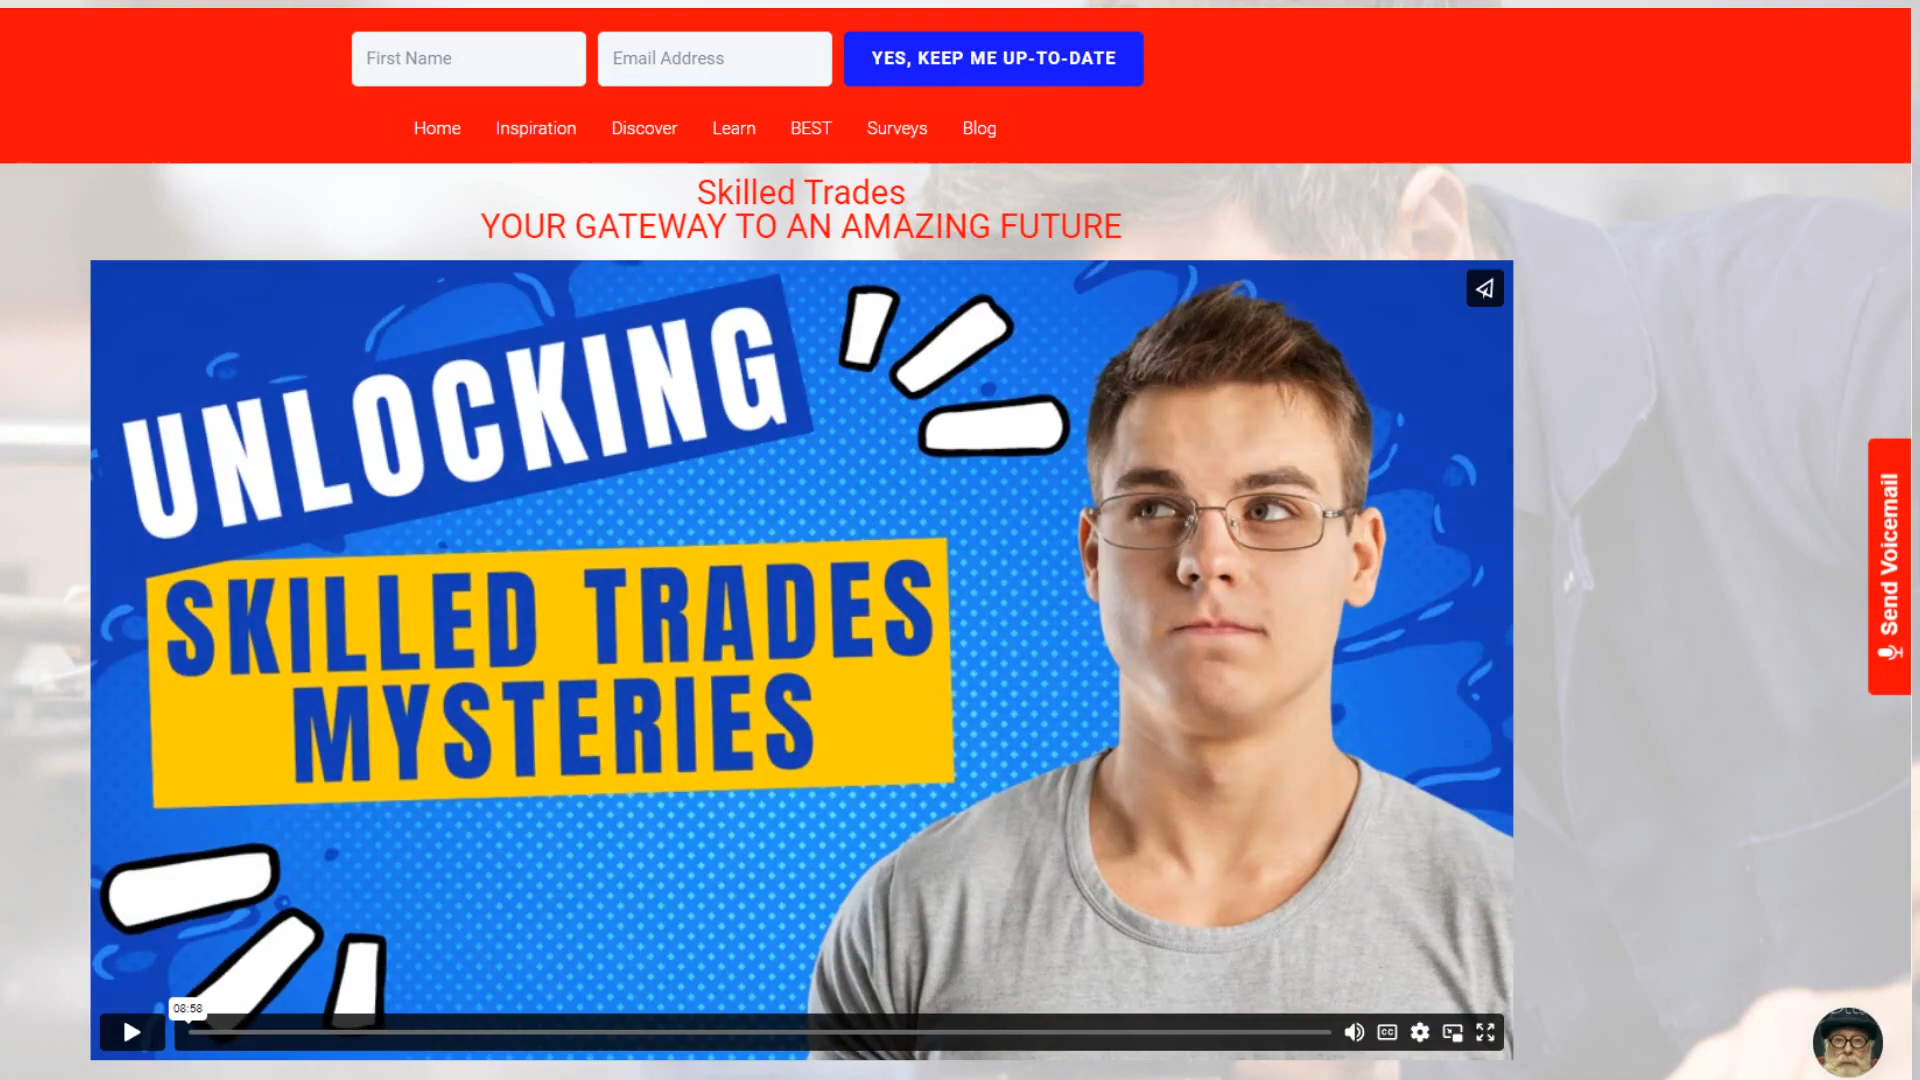 First Name
Email Address
YES, KEEP ME UP-TO-DATE
Home
Inspiration
Discover
Learn
BEST
Surveys
Blog
Skilled Trades
YOUR GATEWAY TO AN AMAZING FUTURE
UNLOCKING
SKILLED TRADES
MYSTERIES
Send Voicemail
08:58
CC